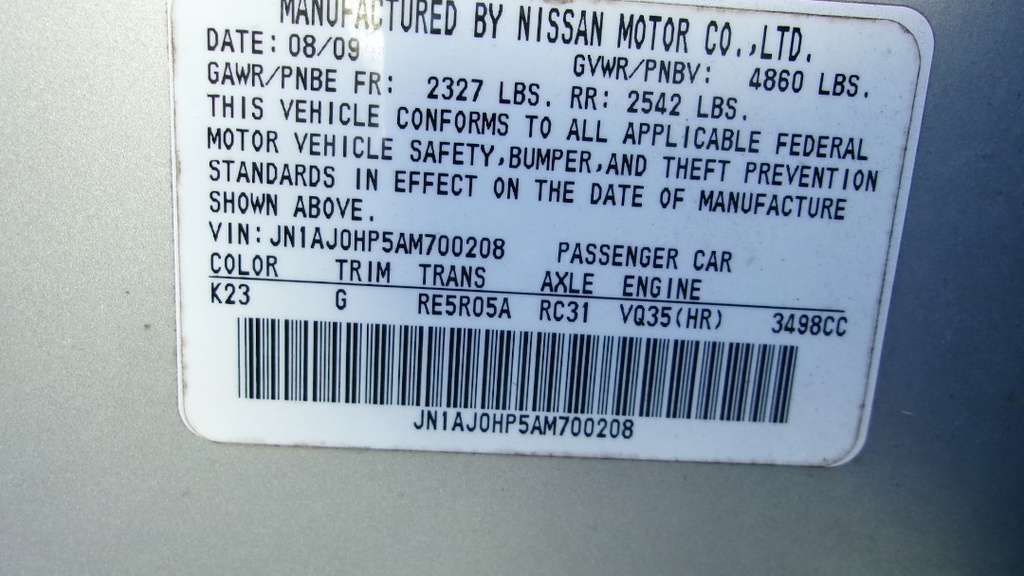 MANUFACTURED BY NISSAN MOTOR CO.,LTD.
DATE: 08/09 GVWR/PNBV: 4860 LBS.
GAWR/PNBE FR: 2327 LBS. RR: 2542 LBS.
THIS VEHICLE CONFORMS TO ALL APPLICABLE FEDERAL
MOTOR VEHICLE SAFETY,BUMPER,AND THEFT PREVENTION
STANDARDS IN EFFECT ON THE DATE OF MANUFACTURE
SHOWN ABOVE.
VIN: JN1AJ0HP5AM700208 PASSENGER CAR
COLOR TRIM TRANS AXLE ENGINE
K23 G RE5R05A RC31 VQ35(HR) 3498CC
JN1AJ0HP5AM700208